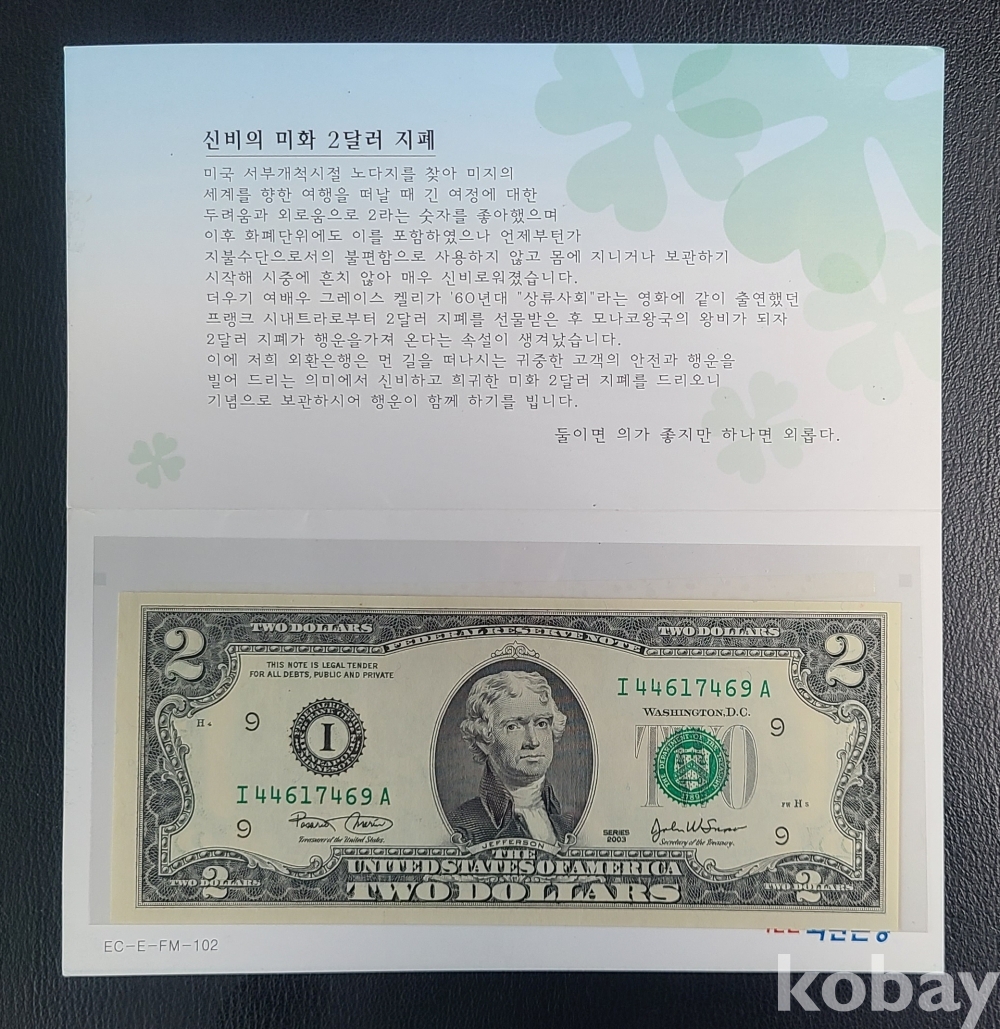 신비의 미화 2달러 지폐
미국 서부개척시절 노다지를 찾아 미지의
세계를 향한 여행을 떠날 때 긴 여정에 대한
두려움과 외로움으로 2라는 숫자를 좋아했으며
이후 화폐단위에도 이를 포함하였으나 언제부턴가
지불수단으로서의 불편함으로 사용하지 않고 몸에 지니거나 보관하기
시작해 시중에 흔치 않아 매우 신비로워졌습니다.
더우기 여배우 그레이스 켈리가 '60년대 "상류사회"라는 영화에 같이 출연했던
프랭크 시내트라로부터 2달러 지폐를 선물받은 후 모나코왕국의 왕비가 되자
2달러 지폐가 행운을가져 온다는 속설이 생겨났습니다.
이에 저희 외환은행은 먼 길을 떠나시는 귀중한 고객의 안전과 행운을
빌어 드리는 의미에서 신비하고 희귀한 미화 2달러 지폐를 드리오니
기념으로 보관하시어 행운이 함께 하기를 빕니다.
둘이면 의가 좋지만 하나면 외롭다.
2 TWO DOLLARS FEDERAL RESERVE NOTE TWO DOLLARS 2
THIS NOTE IS LEGAL TENDER
FOR ALL DEBTS, PUBLIC AND PRIVATE
I 44617469 A
WASHINGTON, D.C.
H 4 9 I TWO 9
I 44617469 A
FW H 5
9 9
Treasurer of the United States.
SERIES
2003
Secretary of the Treasury.
JEFFERSON
THE
UNITED STATES OF AMERICA
TWO DOLLARS 2 TWO DOLLARS TWO DOLLARS 2
EC-E-FM-102
kobay